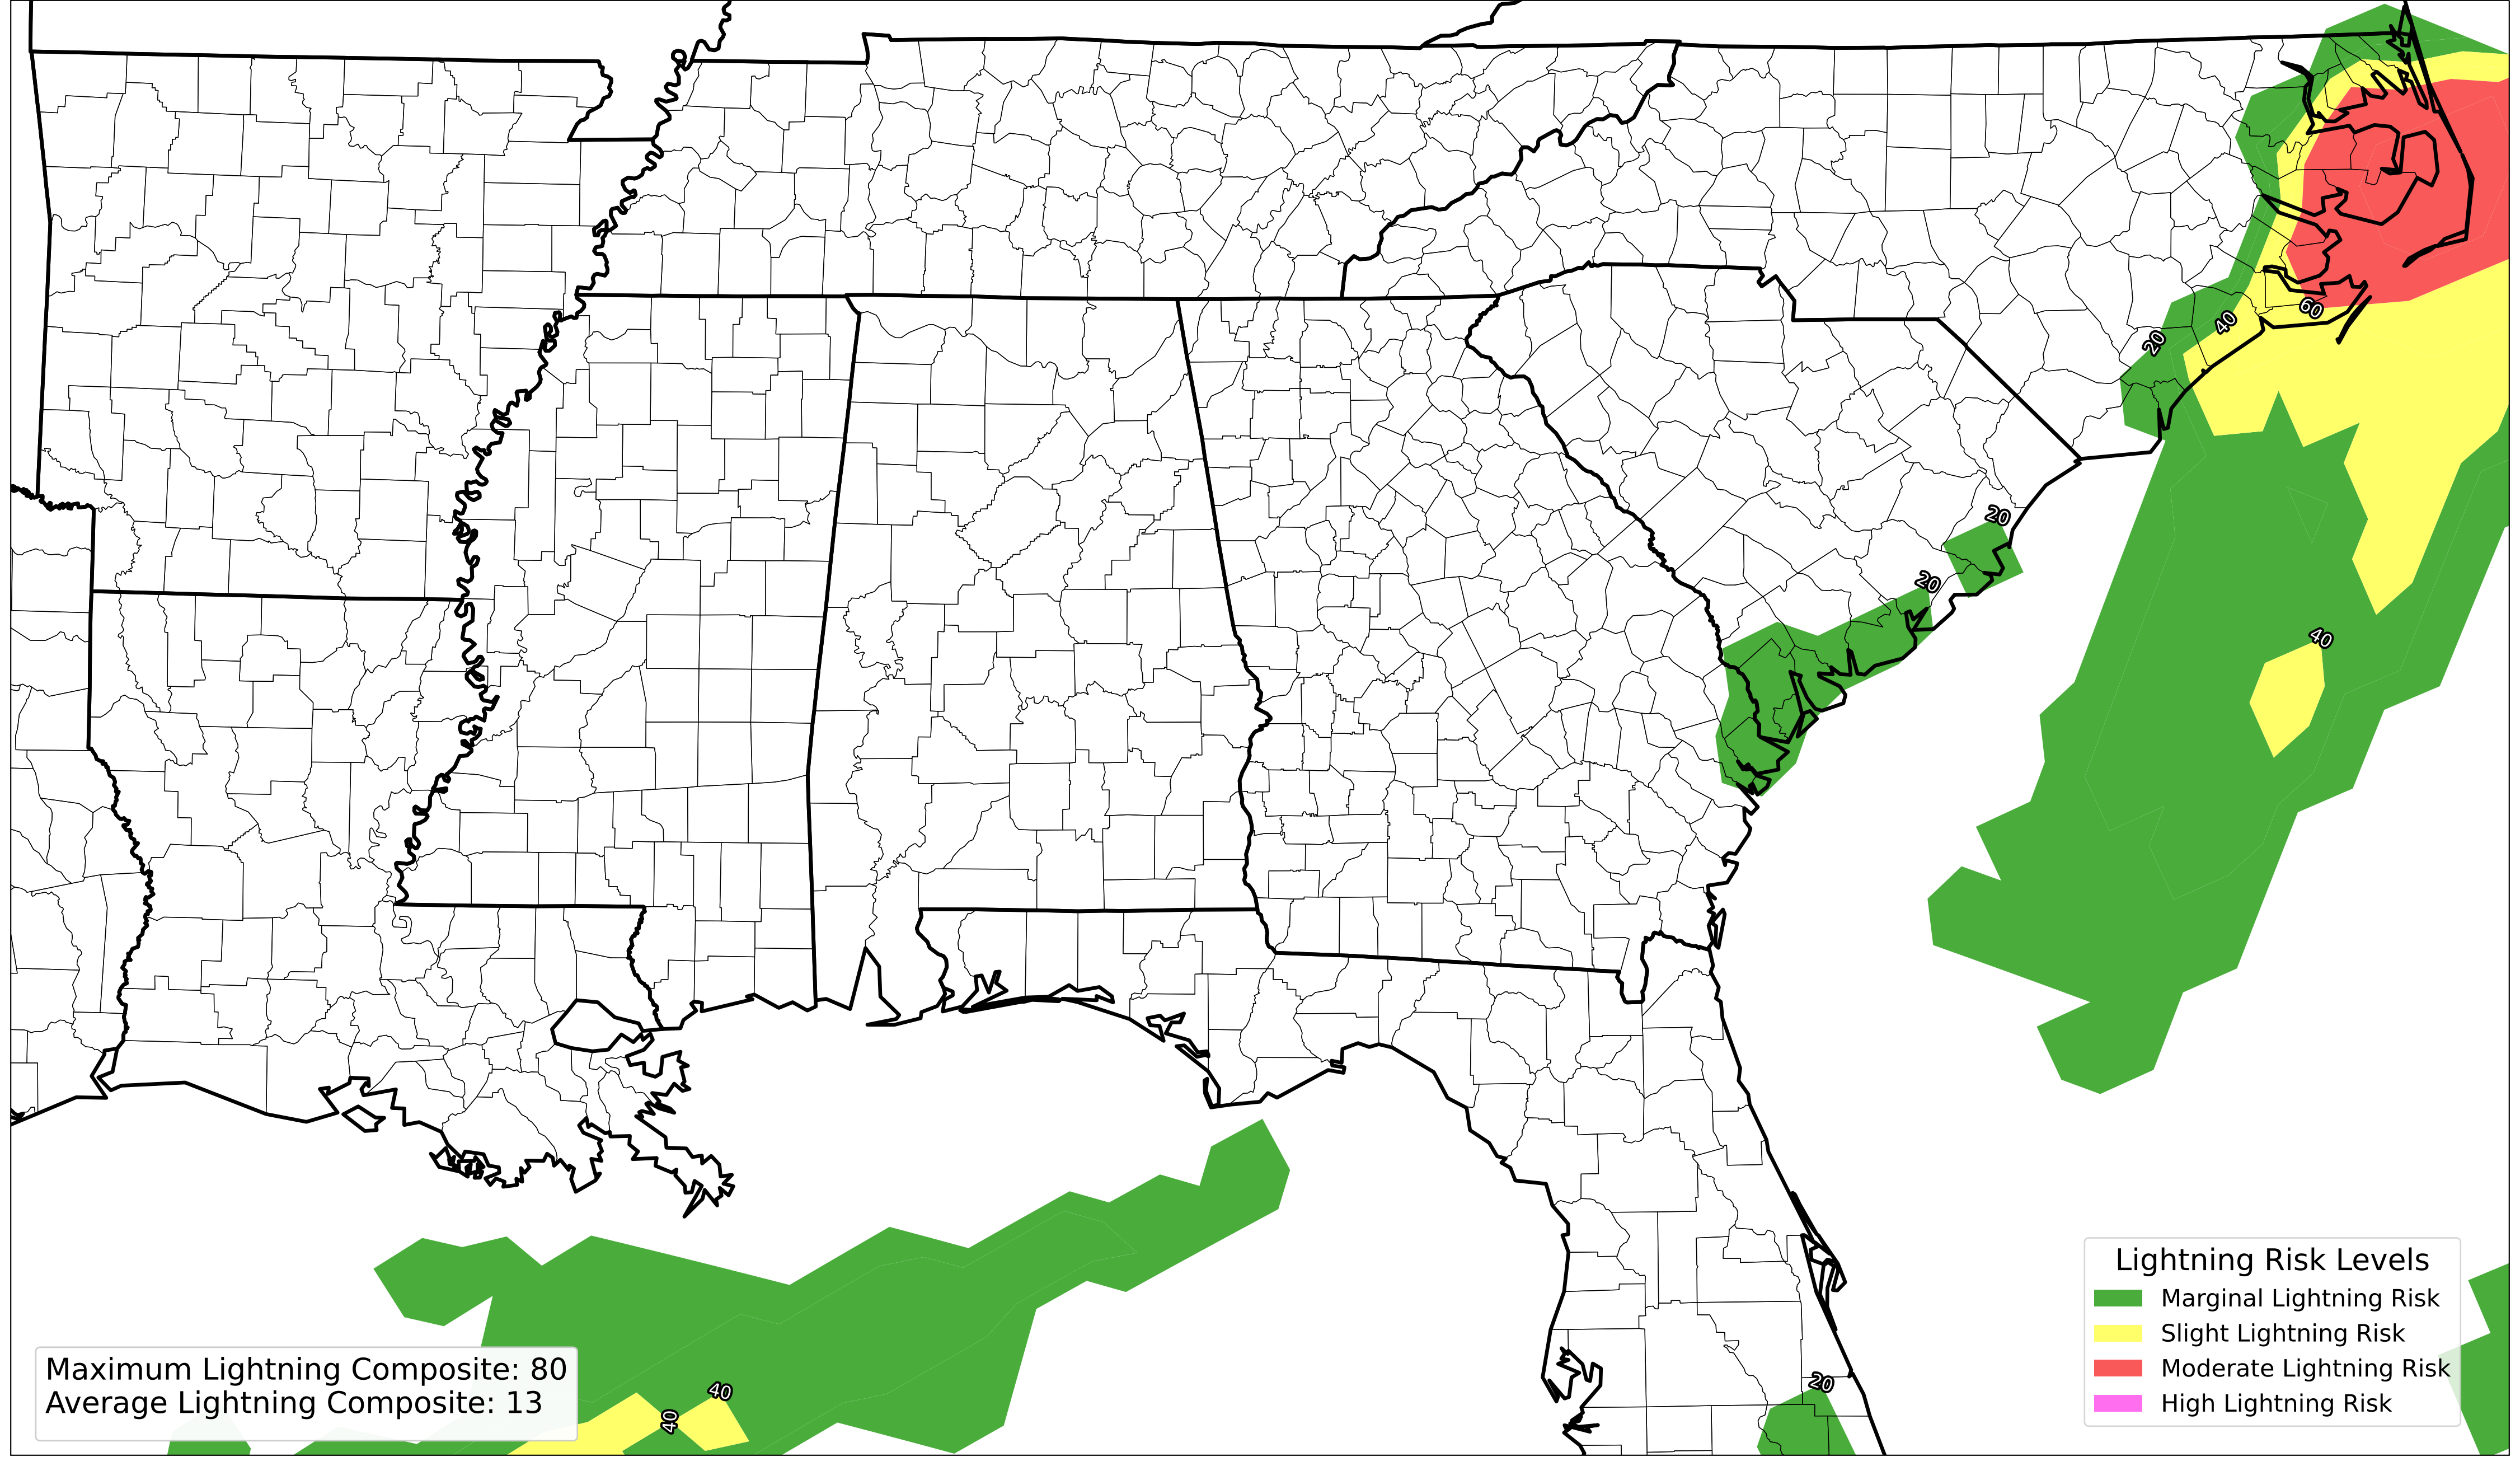 20
40
60
20
20
40
20
40
40
Lightning Risk Levels
Marginal Lightning Risk
Slight Lightning Risk
Moderate Lightning Risk
High Lightning Risk
Maximum Lightning Composite: 80
Average Lightning Composite: 13